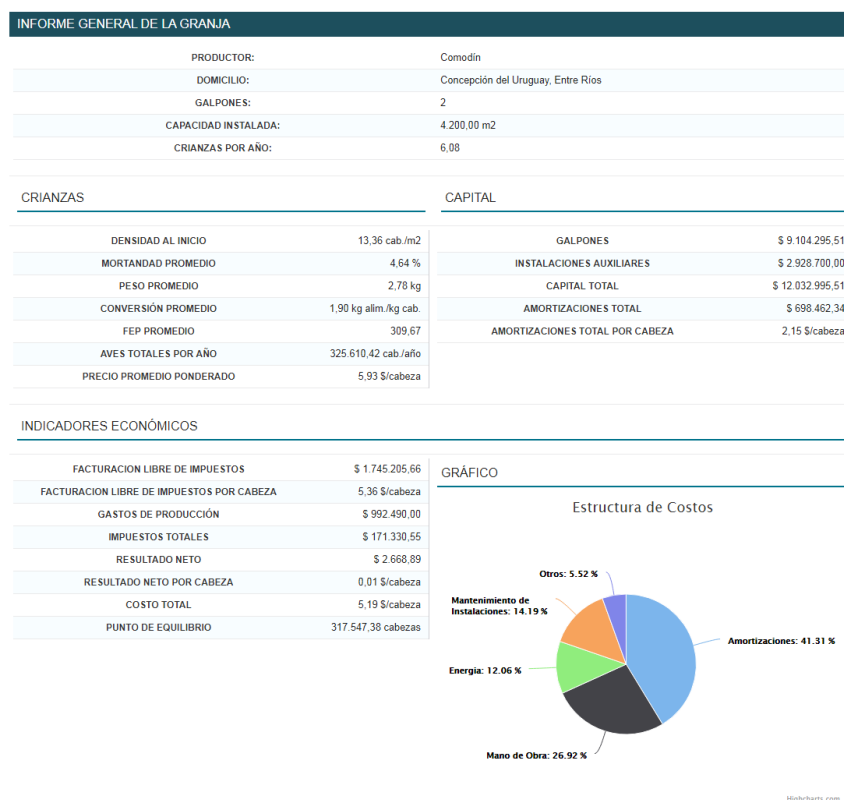 INFORME GENERAL DE LA GRANJA
PRODUCTOR: Comodín
DOMICILIO: Concepción del Uruguay, Entre Ríos
GALPONES: 2
CAPACIDAD INSTALADA: 4.200,00 m2
CRIANZAS POR AÑO: 6,08
CRIANZAS
DENSIDAD AL INICIO 13,36 cab./m2
MORTANDAD PROMEDIO 4,64 %
PESO PROMEDIO 2,78 kg
CONVERSIÓN PROMEDIO 1,90 kg alim./kg cab.
FEP PROMEDIO 309,67
AVES TOTALES POR AÑO 325.610,42 cab./año
PRECIO PROMEDIO PONDERADO 5,93 $/cabeza
CAPITAL
GALPONES $ 9.104.295,51
INSTALACIONES AUXILIARES $ 2.928.700,00
CAPITAL TOTAL $ 12.032.995,51
AMORTIZACIONES TOTAL $ 698.462,34
AMORTIZACIONES TOTAL POR CABEZA 2,15 $/cabeza
INDICADORES ECONÓMICOS
FACTURACION LIBRE DE IMPUESTOS $ 1.745.205,66
FACTURACION LIBRE DE IMPUESTOS POR CABEZA 5,36 $/cabeza
GASTOS DE PRODUCCIÓN $ 992.490,00
IMPUESTOS TOTALES $ 171.330,55
RESULTADO NETO $ 2.668,89
RESULTADO NETO POR CABEZA 0,01 $/cabeza
COSTO TOTAL 5,19 $/cabeza
PUNTO DE EQUILIBRIO 317.547,38 cabezas
GRÁFICO
Estructura de Costos
Otros: 5.52 %
Mantenimiento de
Instalaciones: 14.19 %
Amortizaciones: 41.31 %
Energia: 12.06 %
Mano de Obra: 26.92 %
Highcharts.com